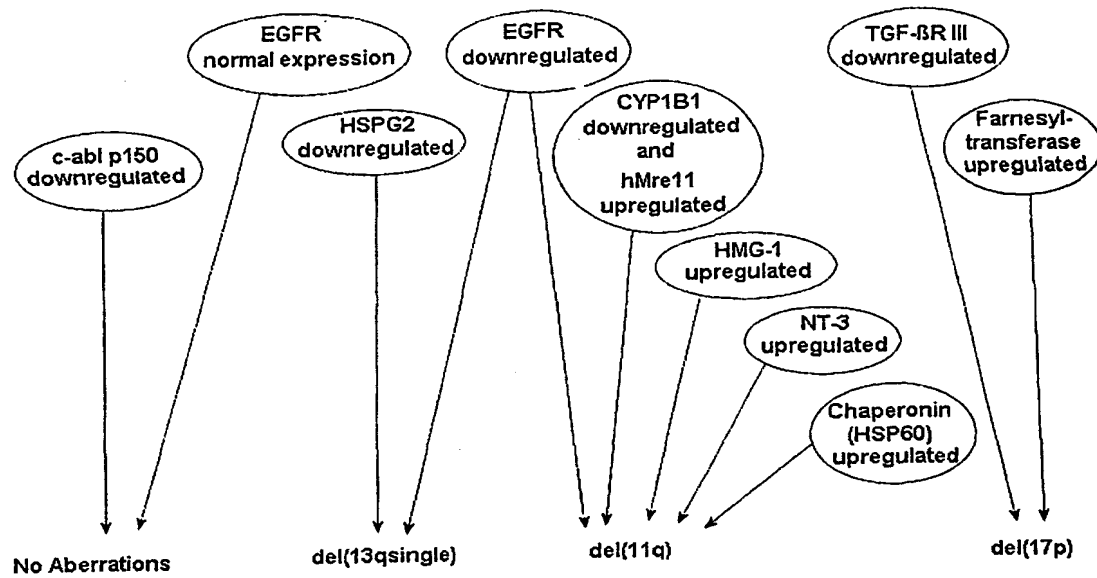 EGFR
normal expression
EGFR
downregulated
TGF-ßR III
downregulated
c-abl p150
downregulated
HSPG2
downregulated
CYP1B1
downregulated
and
hMre11
upregulated
Farnesyl-
transferase
upregulated
HMG-1
upregulated
NT-3
upregulated
Chaperonin
(HSP60)
upregulated
No Aberrations
del(13qsingle)
del(11q)
del(17p)